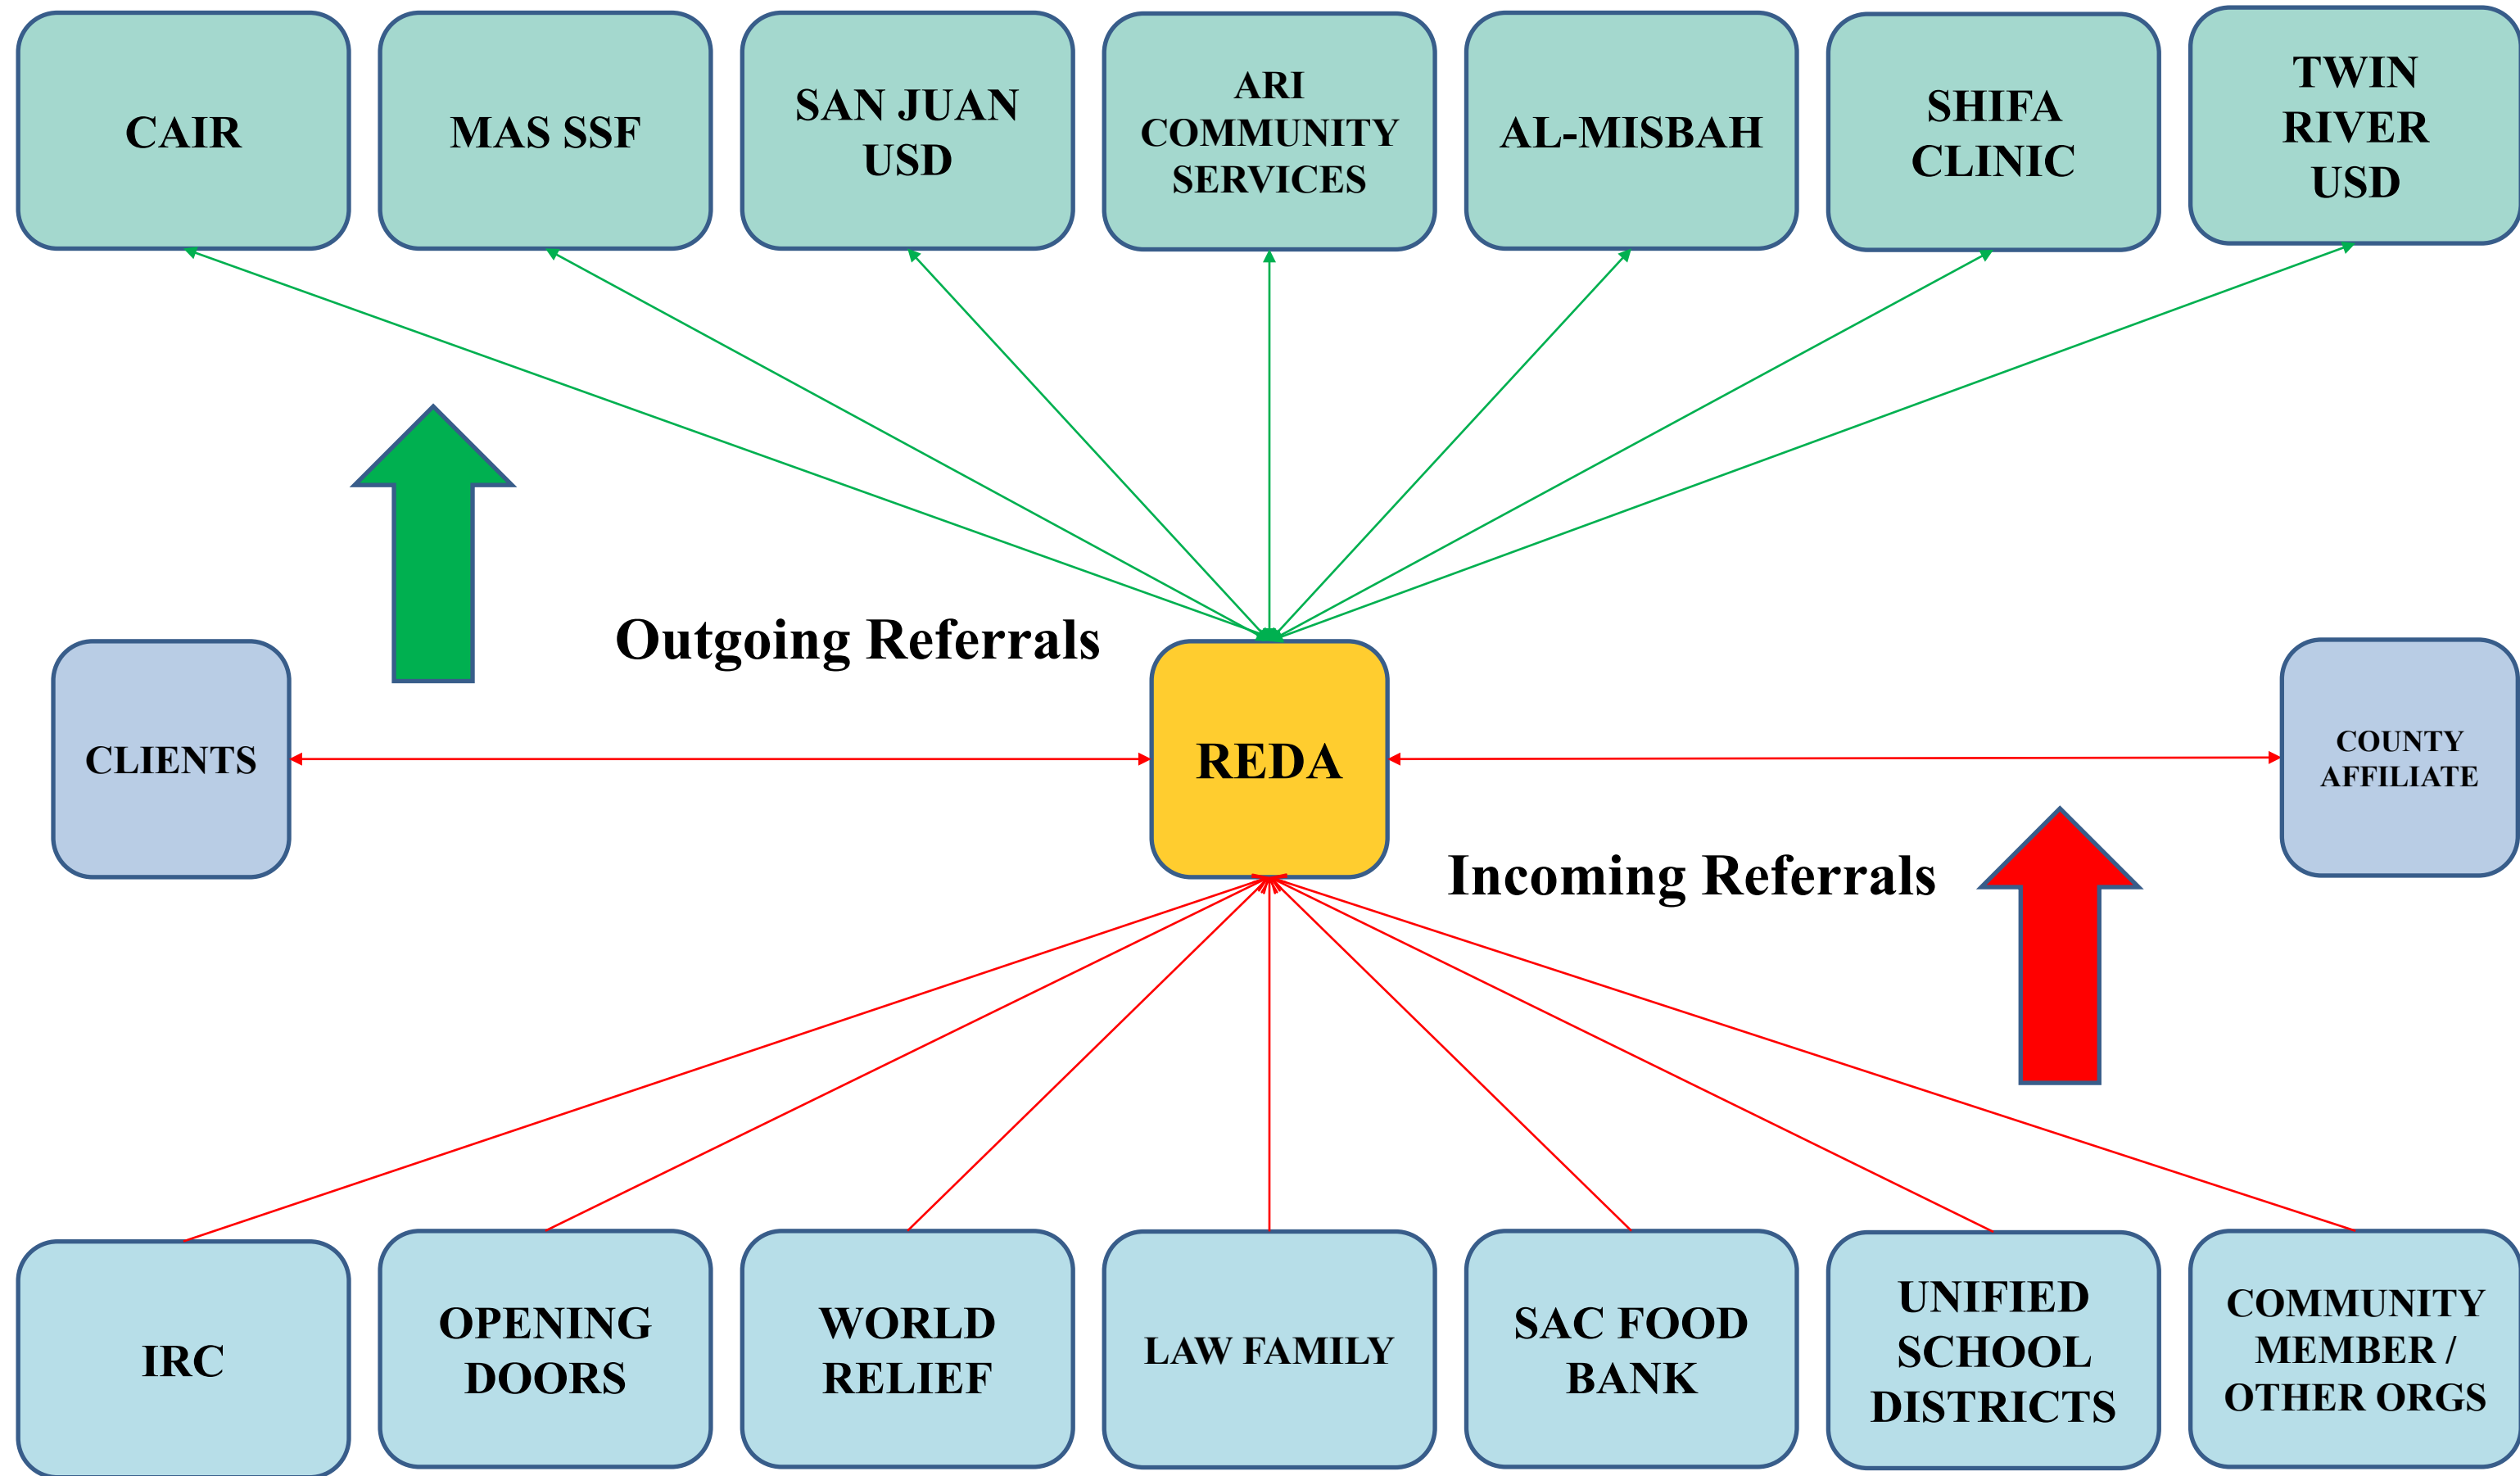 CAIR
MAS SSF
SAN JUAN
USD
ARI
COMMUNITY
SERVICES
AL-MISBAH
SHIFA
CLINIC
TWIN
RIVER
USD
Outgoing Referrals
CLIENTS
REDA
COUNTY
AFFILIATE
Incoming Referrals
IRC
OPENING
DOORS
WORLD
RELIEF
LAW FAMILY
SAC FOOD
BANK
UNIFIED
SCHOOL
DISTRICTS
COMMUNITY
MEMBER /
OTHER ORGS